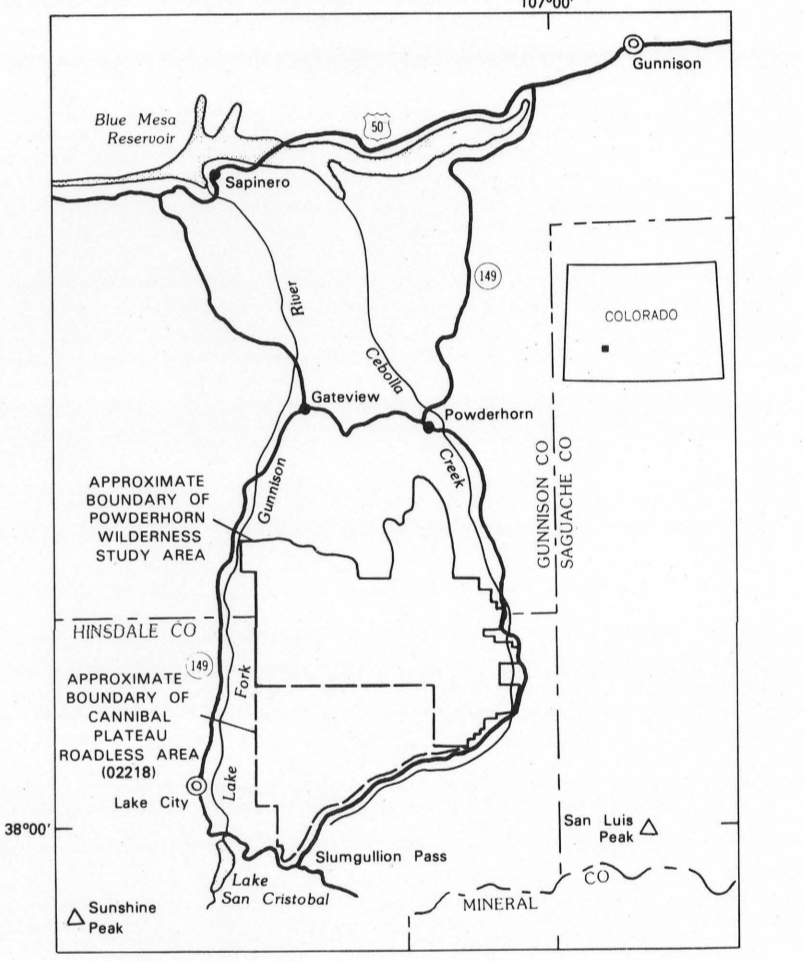 107°00'
Gunnison
Blue Mesa
Reservoir
50
Sapinero
149
River
COLORADO
Cebolla
Gateview
Powderhorn
Creek
Gunnison
APPROXIMATE
BOUNDARY OF
POWDERHORN
WILDERNESS
STUDY AREA
GUNNISON CO
SAGUACHE CO
HINSDALE CO
149
Fork
APPROXIMATE
BOUNDARY OF
CANNIBAL
PLATEAU
ROADLESS AREA
(02218)
Lake
Lake City
38°00'
San Luis
Peak
Slumgullion Pass
Lake
San Cristobal
MINERAL CO
Sunshine
Peak